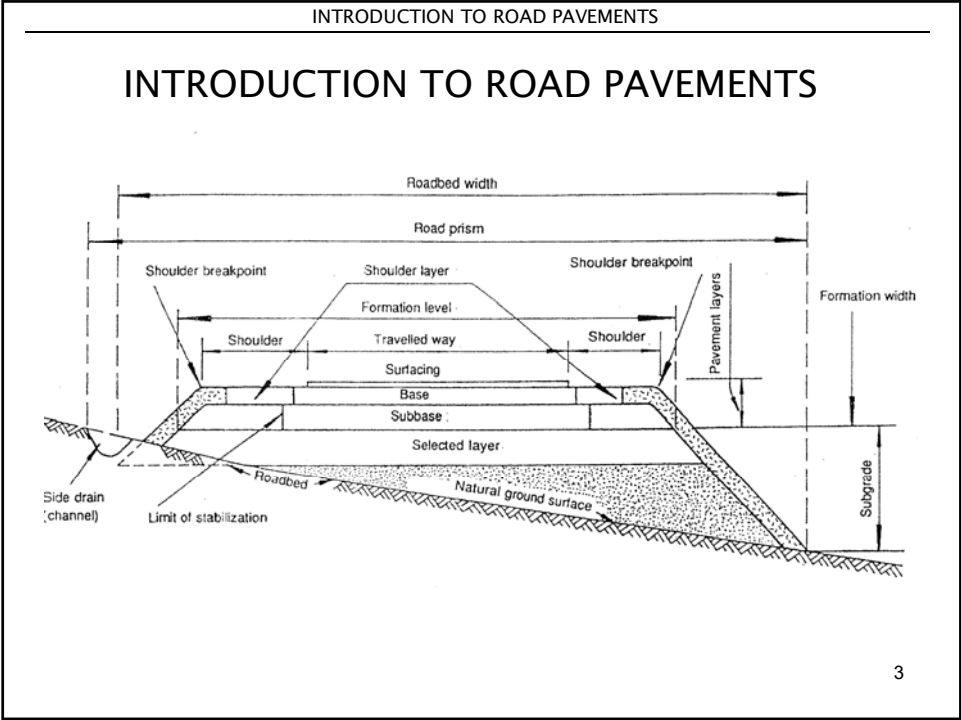 INTRODUCTION TO ROAD PAVEMENTS
INTRODUCTION TO ROAD PAVEMENTS
Roadbed width
Road prism
Shoulder breakpoint
Shoulder layer
Shoulder breakpoint
Pavement layers
Formation width
Formation level
Shoulder
Travelled way
Shoulder
Surfacing
Base
Subbase
Selected layer
Roadbed
Natural ground surface
Subgrade
Side drain
(channel)
Limit of stabilization
3